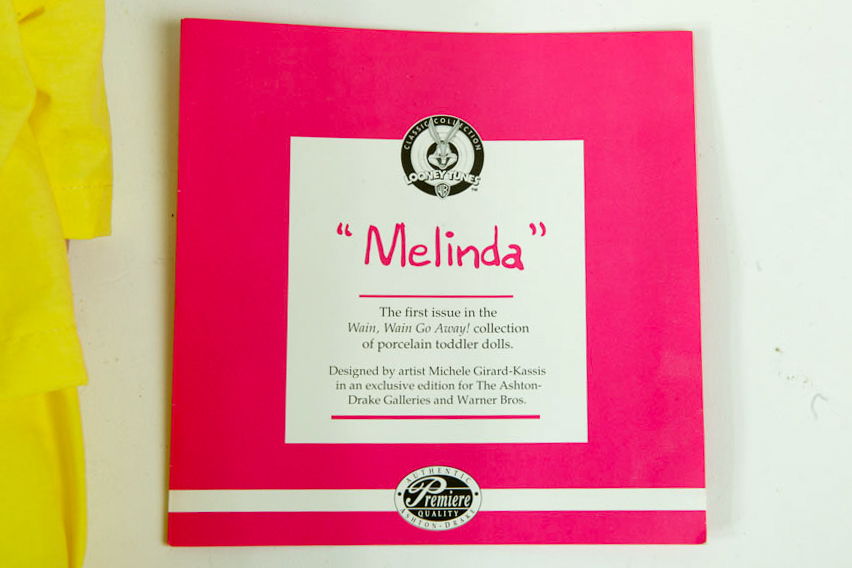 CLASSIC COLLECTION
LOONEY TUNES
WB
TM
“Melinda”
The first issue in the
Wain, Wain Go Away! collection
of porcelain toddler dolls.
Designed by artist Michele Girard-Kassis
in an exclusive edition for The Ashton-
Drake Galleries and Warner Bros.
AUTHENTIC
Premiere
QUALITY
ASHTON-DRAKE